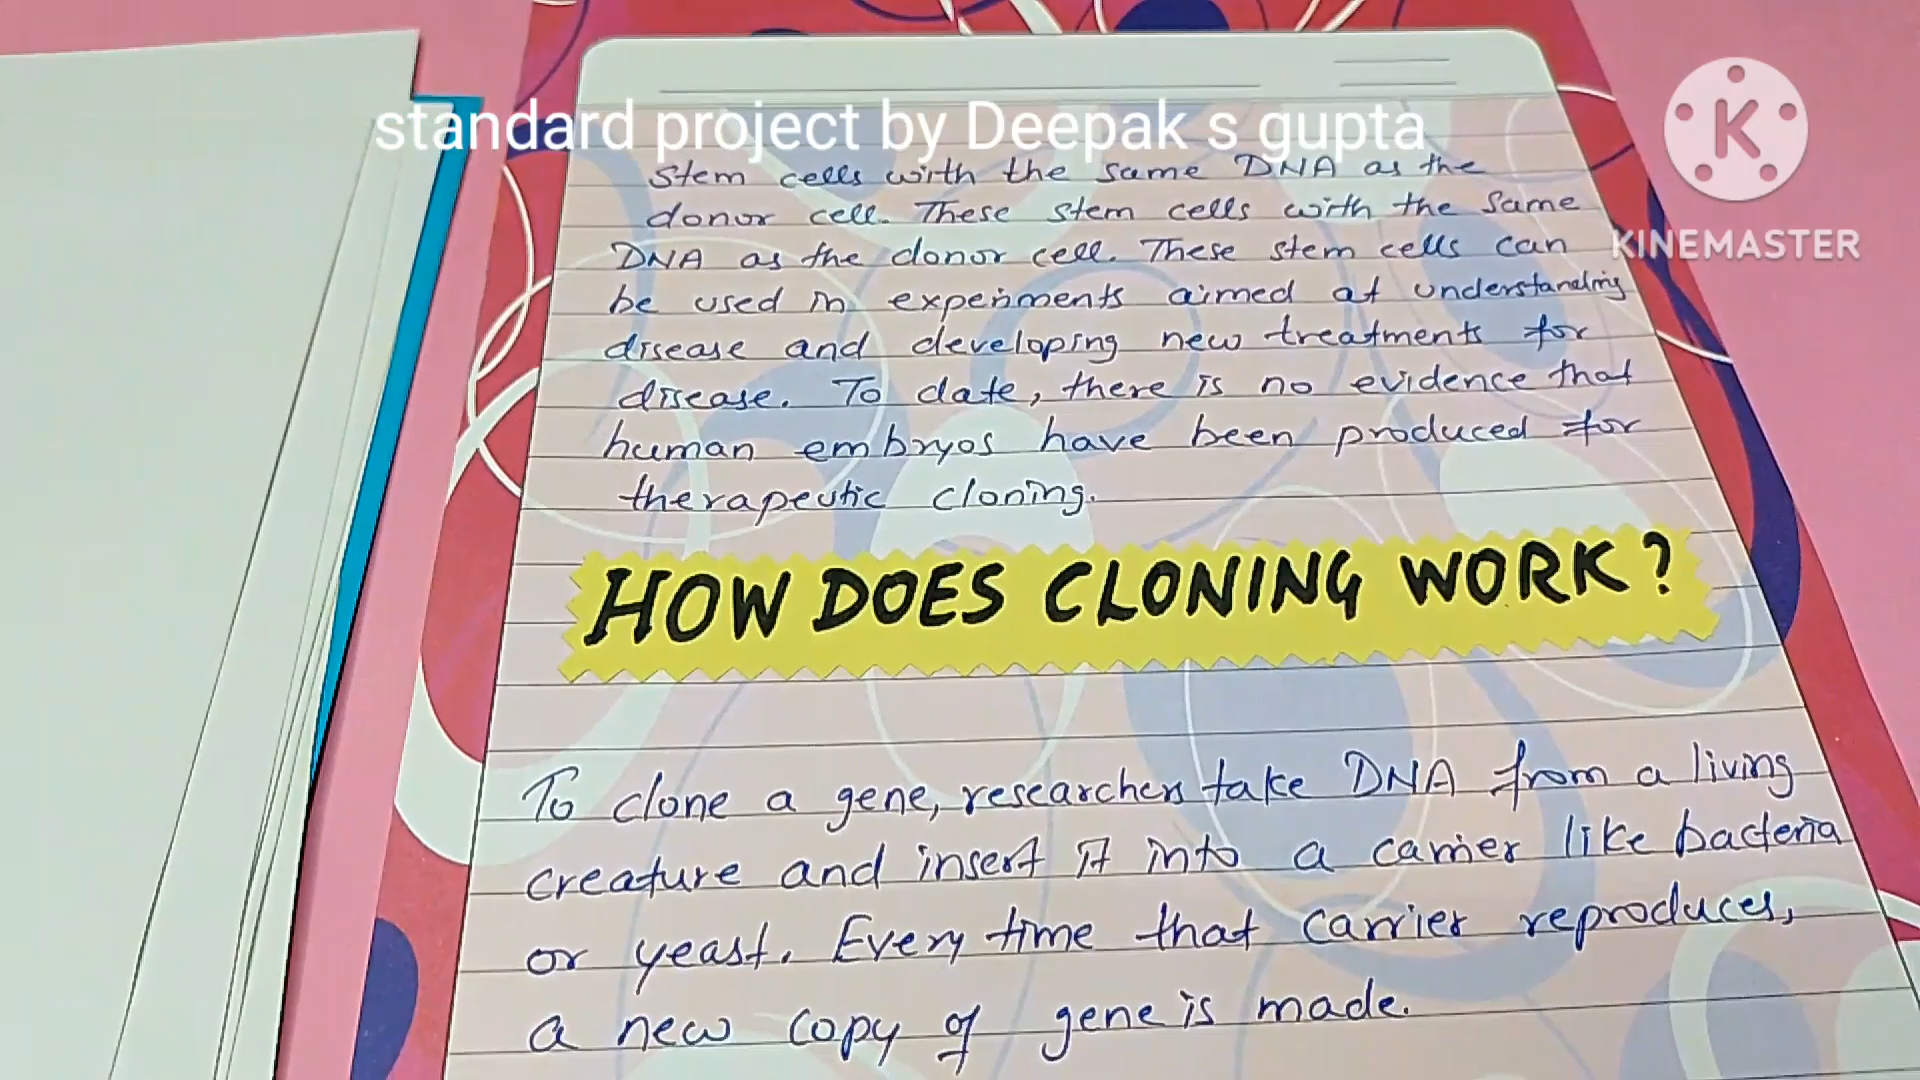 standard project by Deepak s gupta
K
KINEMASTER
stem cells with the same DNA as the
donor cell. These stem cells with the same
DNA as the donor cell. These stem cells can
be used in experiments aimed at understanding
disease and developing new treatments for
disease. To date, there is no evidence that
human embryos have been produced for
therapeutic cloning.
HOW DOES CLONING WORK?
To clone a gene, researchers take DNA from a living
creature and insert it into a carrier like bacteria
or yeast. Every time that carrier reproduces,
a new copy of gene is made.